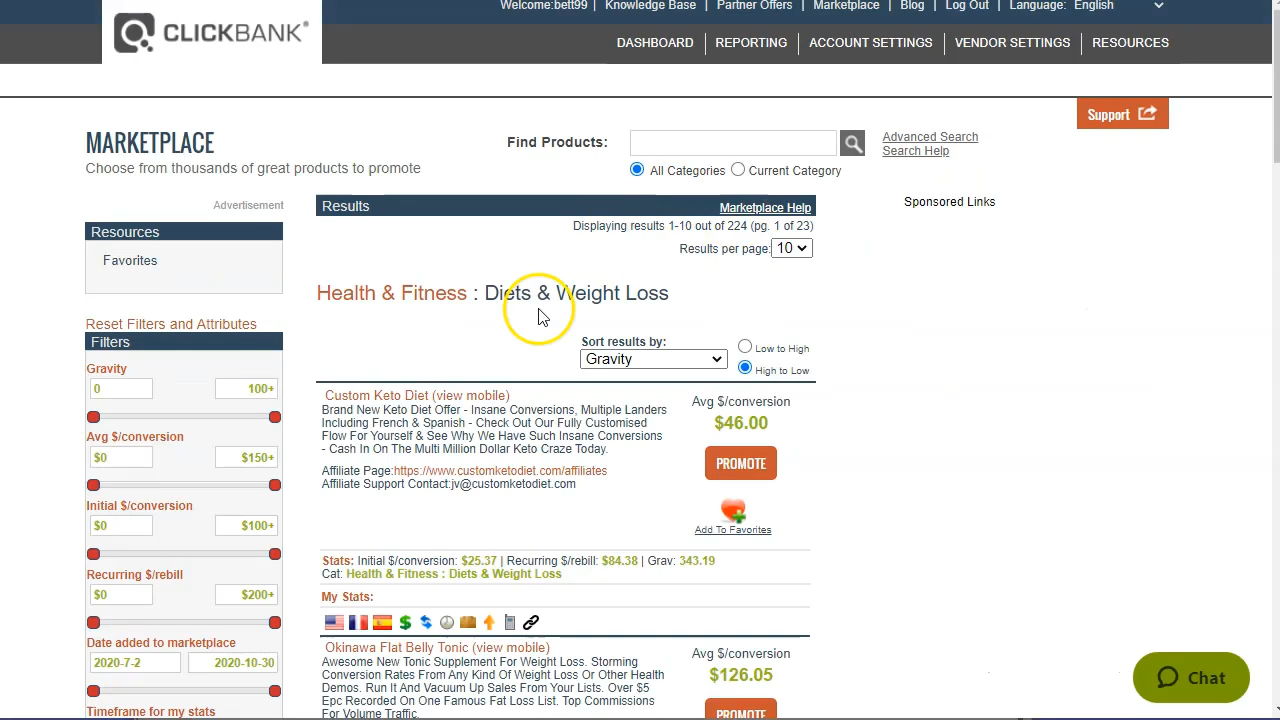 Welcome:bett99 | Knowledge Base | Partner Offers | Marketplace | Blog | Log Out | Language: English
CLICKBANK®
DASHBOARD | REPORTING | ACCOUNT SETTINGS | VENDOR SETTINGS | RESOURCES
Support
MARKETPLACE
Choose from thousands of great products to promote
Find Products:
Advanced Search
Search Help
All Categories Current Category
Advertisement
Resources
Favorites
Results
Marketplace Help
Sponsored Links
Displaying results 1-10 out of 224 (pg. 1 of 23)
Results per page: 10
Health & Fitness : Diets & Weight Loss
Reset Filters and Attributes
Filters
Gravity
0 100+
Avg $/conversion
$0 $150+
Initial $/conversion
$0 $100+
Recurring $/rebill
$0 $200+
Date added to marketplace
2020-7-2 2020-10-30
Timeframe for my stats
Sort results by:
Gravity
Low to High
High to Low
Custom Keto Diet (view mobile)
Brand New Keto Diet Offer - Insane Conversions, Multiple Landers
Including French & Spanish - Check Out Our Fully Customised
Flow For Yourself & See Why We Have Such Insane Conversions
- Cash In On The Multi Million Dollar Keto Craze Today.
Affiliate Page:https://www.customketodiet.com/affiliates
Affiliate Support Contact:jv@customketodiet.com
Avg $/conversion
$46.00
PROMOTE
Add To Favorites
Stats: Initial $/conversion: $25.37 | Recurring $/rebill: $84.38 | Grav: 343.19
Cat: Health & Fitness : Diets & Weight Loss
My Stats:
Okinawa Flat Belly Tonic (view mobile)
Awesome New Tonic Supplement For Weight Loss. Storming
Conversion Rates From Any Kind Of Weight Loss Or Other Health
Demos. Run It And Vacuum Up Sales From Your Lists. Over $5
Epc Recorded On One Famous Fat Loss List. Top Commissions
For Volume Traffic.
Avg $/conversion
$126.05
PROMOTE
Chat